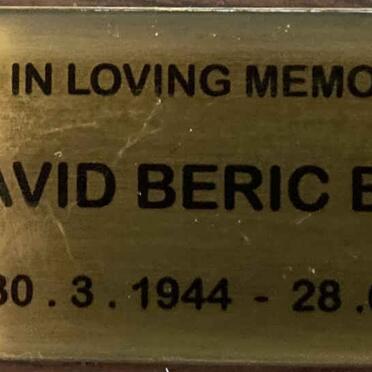 IN LOVING MEMO
AVID BERIC B
30 . 3 . 1944 - 28 .